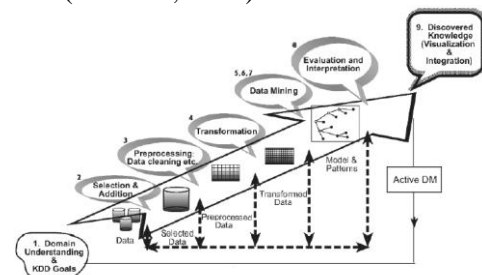 9. Discovered
Knowledge
(Visualization
&
Integration)
8
Evaluation and
Interpretation
5,6,7
Data Mining
4
Transformation
3
Preprocessing:
Data cleaning etc.
2
Selection &
Addition
1. Domain
Understanding
& KDD Goals
Data
Selected
Data
Preprocessed
Data
Transformed
Data
Model &
Patterns
Active DM